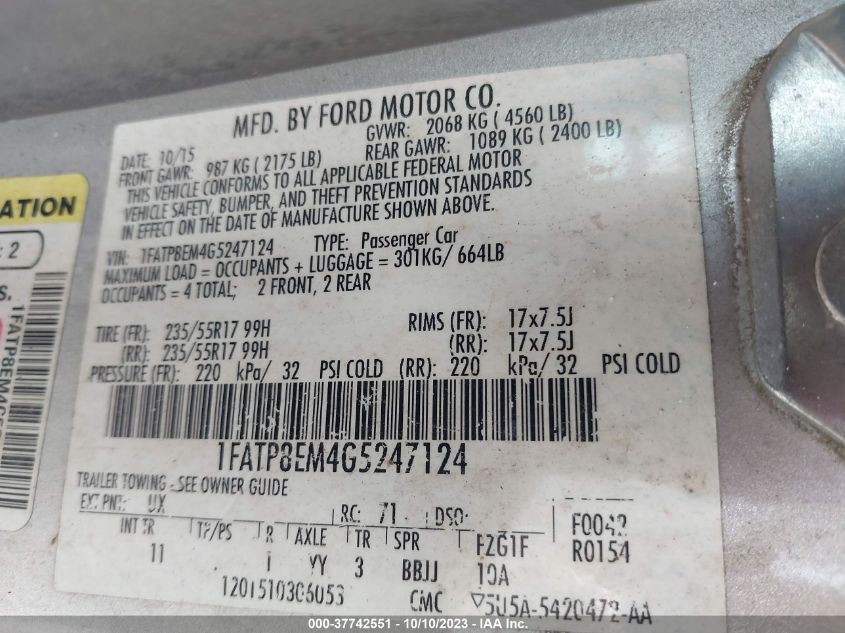 MFD. BY FORD MOTOR CO.
DATE: 10/15 GVWR: 2068 KG ( 4560 LB)
FRONT GAWR: 987 KG ( 2175 LB) REAR GAWR: 1089 KG ( 2400 LB)
THIS VEHICLE CONFORMS TO ALL APPLICABLE FEDERAL MOTOR
VEHICLE SAFETY, BUMPER, AND THEFT PREVENTION STANDARDS
IN EFFECT ON THE DATE OF MANUFACTURE SHOWN ABOVE.
VIN: 1FATP8EM4G5247124 TYPE: Passenger Car
MAXIMUM LOAD = OCCUPANTS + LUGGAGE = 301KG/ 664LB
OCCUPANTS = 4 TOTAL; 2 FRONT, 2 REAR
TIRE (FR): 235/55R17 99H RIMS (FR): 17x7.5J
(RR): 235/55R17 99H (RR): 17x7.5J
PRESSURE (FR): 220 kPa/ 32 PSI COLD (RR): 220 kPa/ 32 PSI COLD
1FATP8EM4G5247124
TRAILER TOWING - SEE OWNER GUIDE
EXT PNT: UX RC: 71 DSO: F0042
INT TR TP/PS R AXLE TR SPR F2G1F R0154
11 YY 3 BBJJ 10A
1201510306053 CMC 5U5A-5420472-AA
ATION
: 2
S.
1FATP8EM4G5
000-37742551 - 10/10/2023 - IAAI.COM